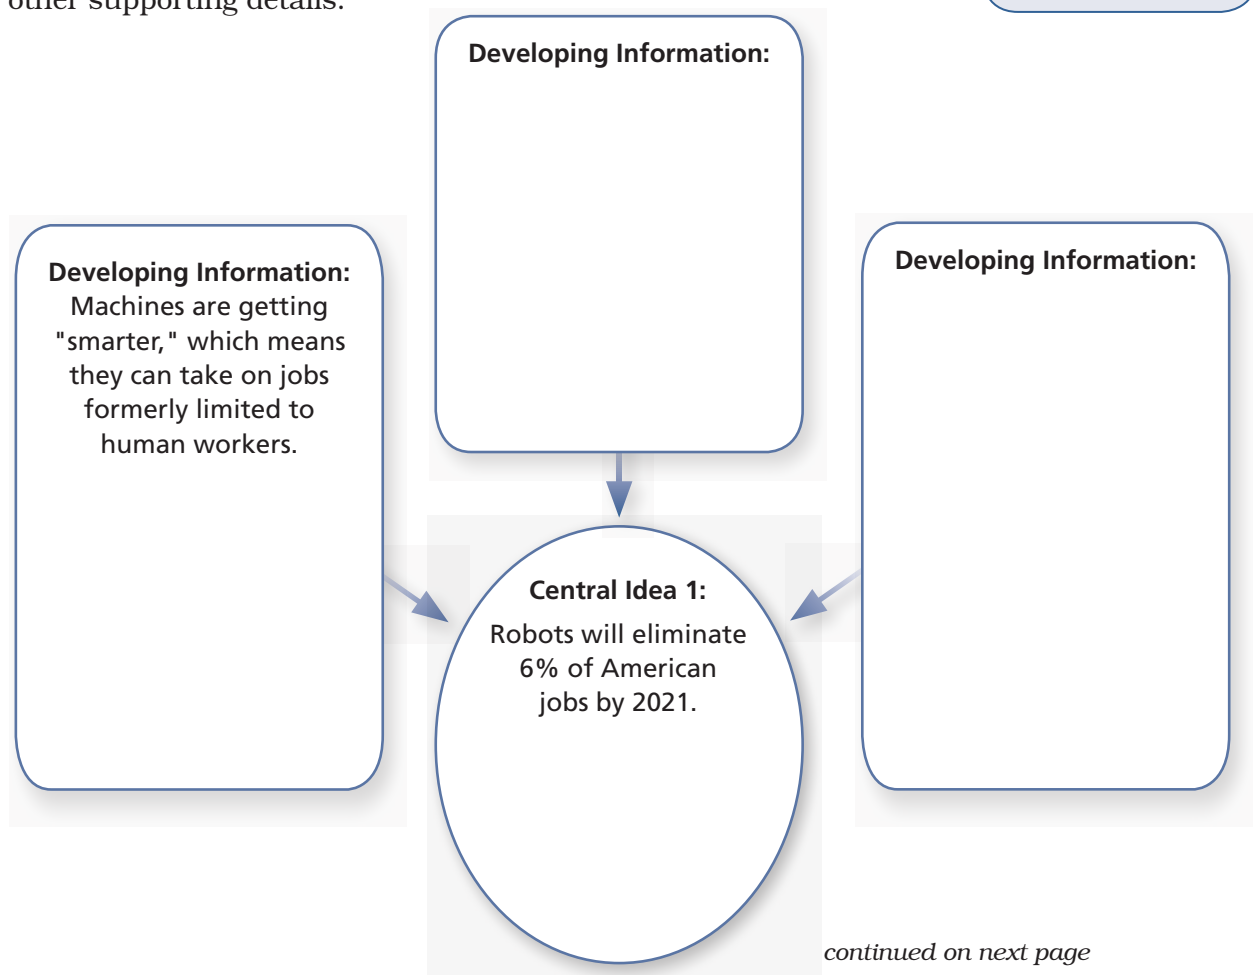 other supporting details.
Developing Information:
Developing Information:
Machines are getting
"smarter," which means
they can take on jobs
formerly limited to
human workers.
Developing Information:
Central Idea 1:
Robots will eliminate
6% of American
jobs by 2021.
continued on next page